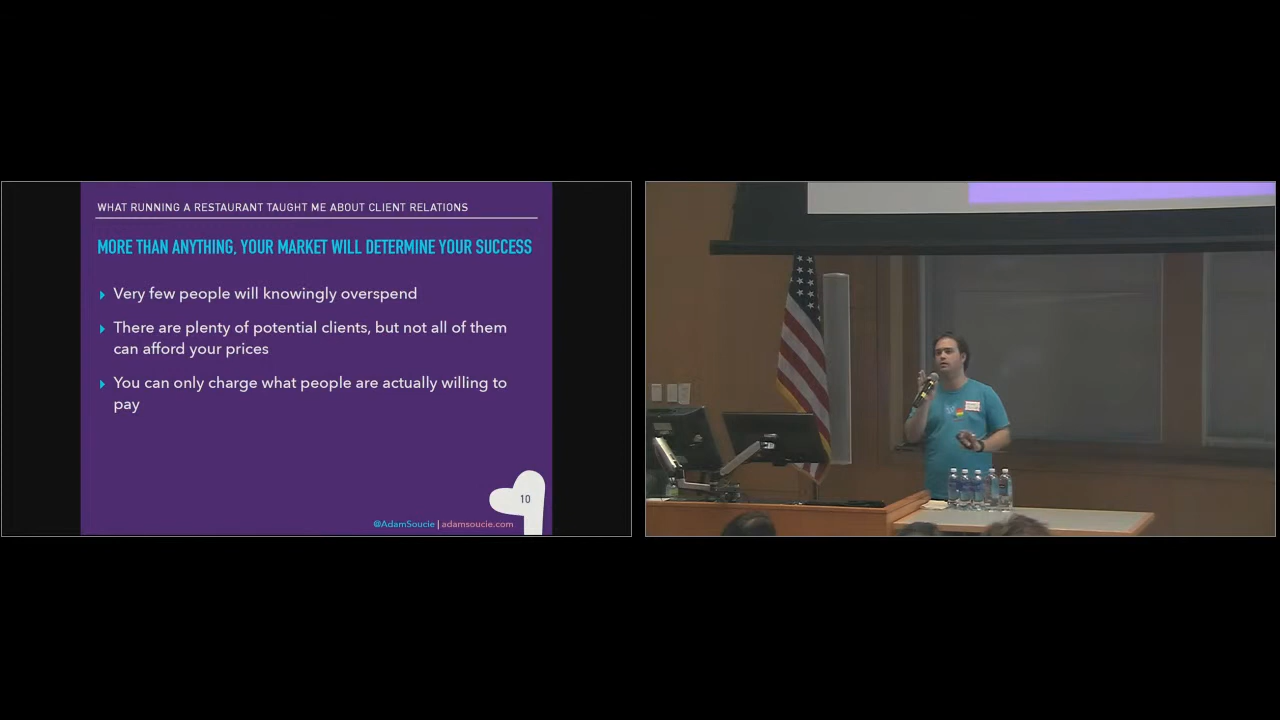 WHAT RUNNING A RESTAURANT TAUGHT ME ABOUT CLIENT RELATIONS
MORE THAN ANYTHING, YOUR MARKET WILL DETERMINE YOUR SUCCESS
Very few people will knowingly overspend
There are plenty of potential clients, but not all of them
can afford your prices
You can only charge what people are actually willing to
pay
10
@AdamSoucie | adamsoucie.com